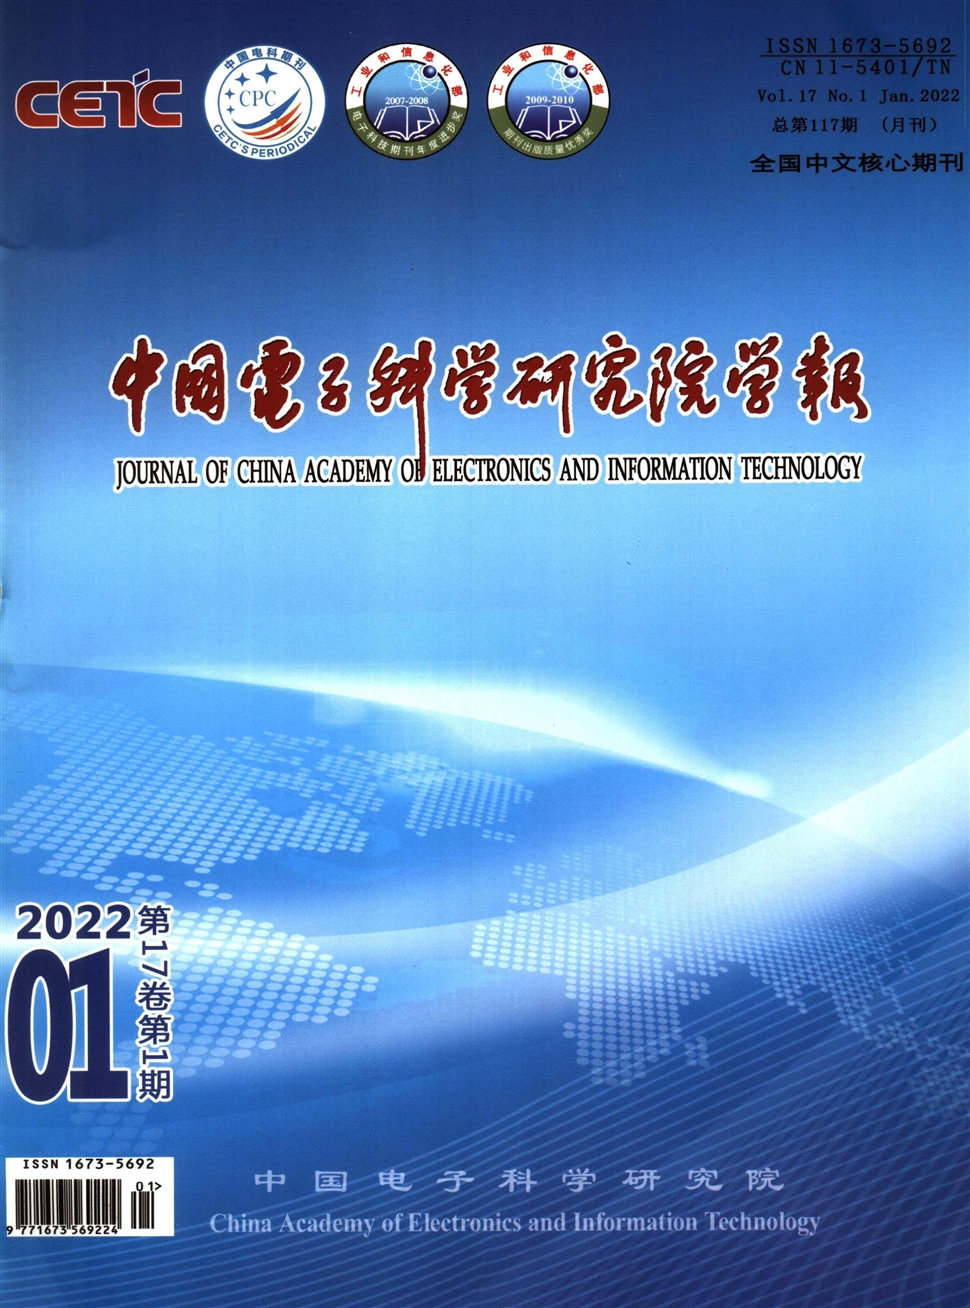 CETC
中国电科期刊
CPC
CETC'S PERIODICAL
工业和信息化部
2007-2008
电子科技期刊年度进步奖
工业和信息化部
2009-2010
期刊出版质量优秀奖
ISSN 1673-5692
CN 11-5401/TN
Vol.17 No.1 Jan.2022
总第117期 (月刊)
全国中文核心期刊
中国電子科学研究院学报
JOURNAL OF CHINA ACADEMY OF ELECTRONICS AND INFORMATION TECHNOLOGY
2022
01
第17卷第1期
ISSN 1673-5692
01>
9 771673 569224
中国电子科学研究院
China Academy of Electronics and Information Technology